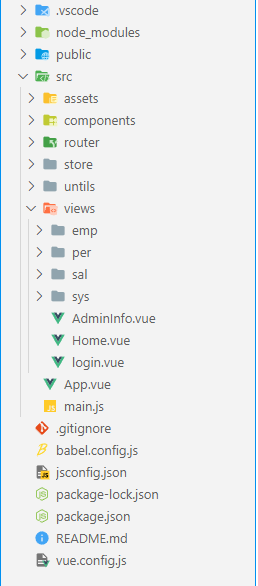 .vscode
node_modules
public
src
assets
components
router
store
untils
views
emp
per
sal
sys
AdminInfo.vue
Home.vue
login.vue
App.vue
main.js
.gitignore
babel.config.js
jsconfig.json
package-lock.json
package.json
README.md
vue.config.js